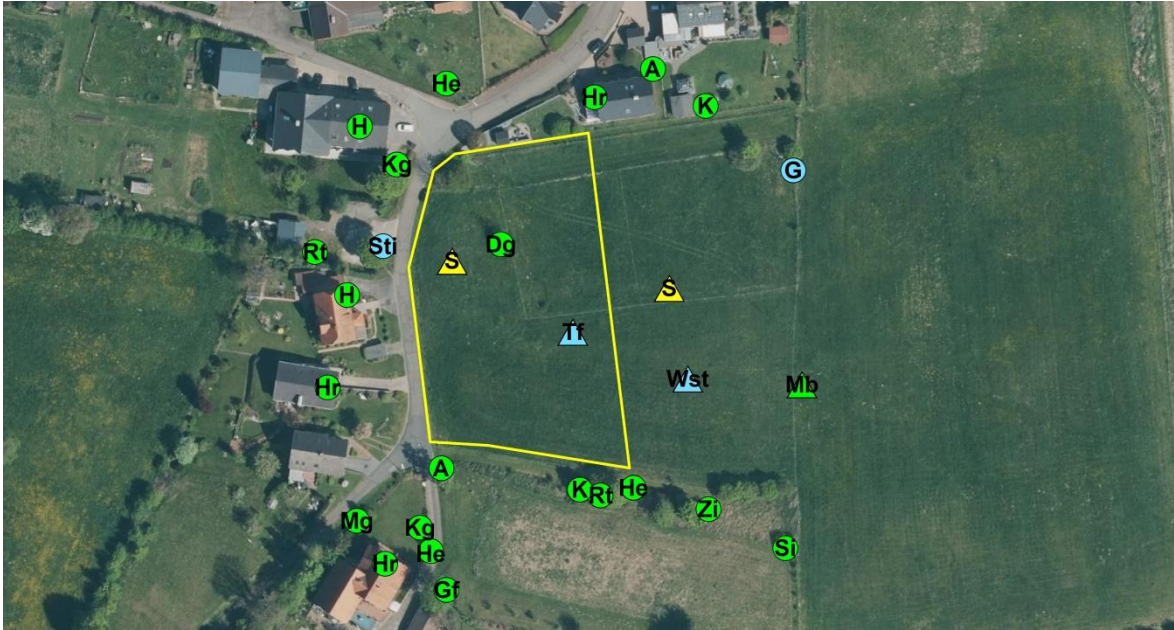 A
He
Hr
K
H
Kg
G
Dg
Sti
Rt
S
S
H
Tf
Wst
Mb
Hr
A
He
K
Rt
Zi
Mg
Kg
Si
He
Hr
Gf